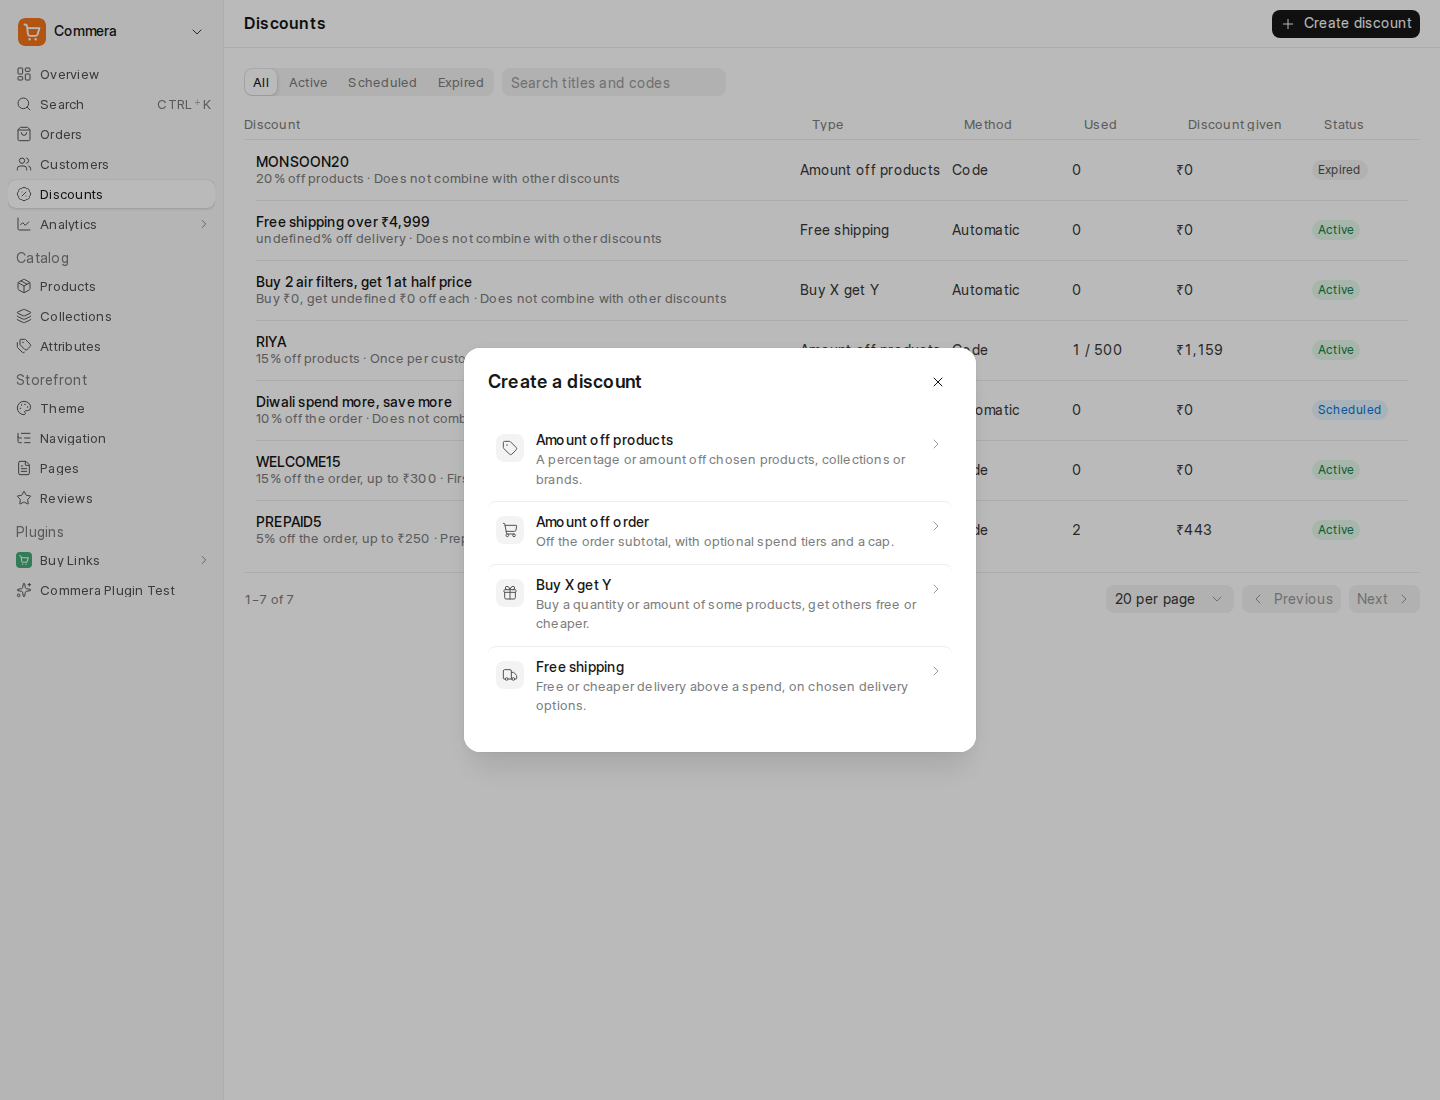 Commera
Discounts
Create discount
Overview
Search CTRL+K
Orders
Customers
Discounts
Analytics
Catalog
Products
Collections
Attributes
Storefront
Theme
Navigation
Pages
Reviews
Plugins
Buy Links
Commera Plugin Test
All Active Scheduled Expired Search titles and codes
Discount Type Method Used Discount given Status
MONSOON20
20% off products · Does not combine with other discounts
Amount off products Code 0 ₹0 Expired
Free shipping over ₹4,999
undefined% off delivery · Does not combine with other discounts
Free shipping Automatic 0 ₹0 Active
Buy 2 air filters, get 1 at half price
Buy ₹0, get undefined ₹0 off each · Does not combine with other discounts
Buy X get Y Automatic 0 ₹0 Active
RIYA
15% off products · Once per custo
Amount off products Code 1 / 500 ₹1,159 Active
Diwali spend more, save more
10% off the order · Does not comb
omatic 0 ₹0 Scheduled
WELCOME15
15% off the order, up to ₹300 · Firs
de 0 ₹0 Active
PREPAID5
5% off the order, up to ₹250 · Prep
de 2 ₹443 Active
1–7 of 7
20 per page Previous Next
Create a discount
Amount off products
A percentage or amount off chosen products, collections or
brands.
Amount off order
Off the order subtotal, with optional spend tiers and a cap.
Buy X get Y
Buy a quantity or amount of some products, get others free or
cheaper.
Free shipping
Free or cheaper delivery above a spend, on chosen delivery
options.